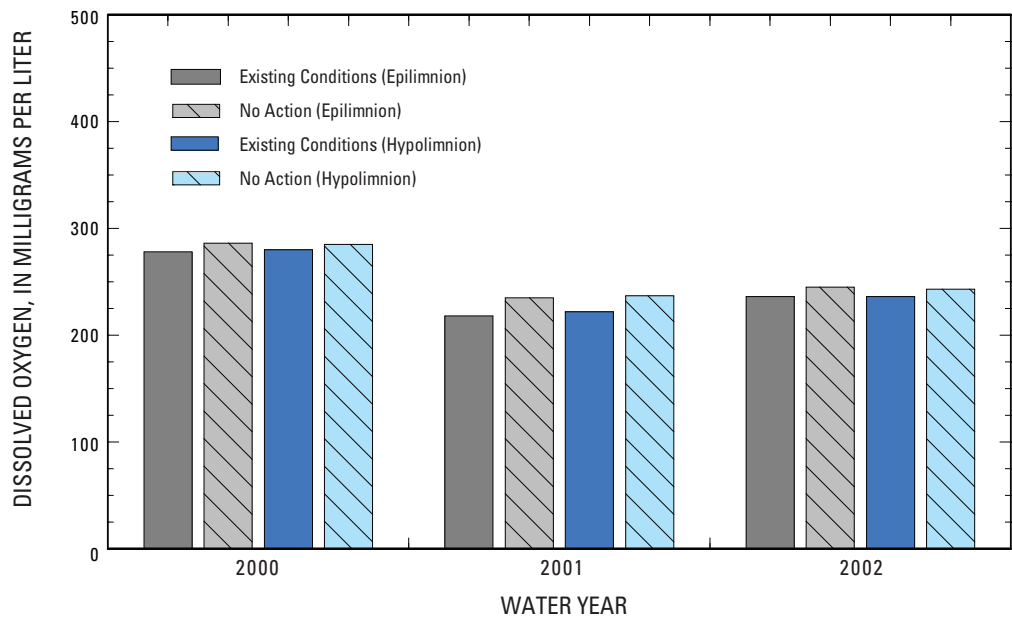 DISSOLVED OXYGEN, IN MILLIGRAMS PER LITER
500
400
300
200
100
0
Existing Conditions (Epilimnion)
No Action (Epilimnion)
Existing Conditions (Hypolimnion)
No Action (Hypolimnion)
2000
2001
2002
WATER YEAR